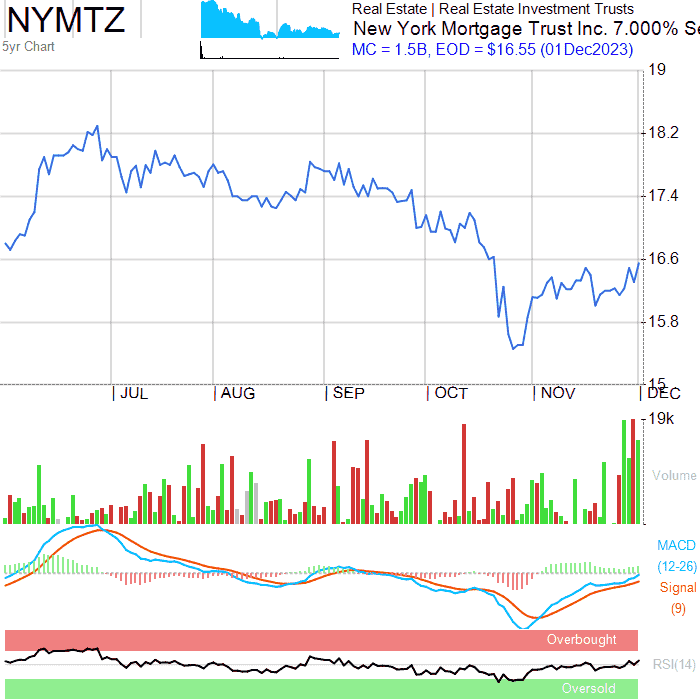 NYMTZ
5yr Chart
Real Estate | Real Estate Investment Trusts
New York Mortgage Trust Inc. 7.000% Se
MC = 1.5B, EOD = $16.55 (01Dec2023)
19
18.2
17.4
16.6
15.8
15
JUL AUG SEP OCT NOV DEC
19k
Volume
MACD
(12-26)
Signal
(9)
Overbought
RSI(14)
Oversold